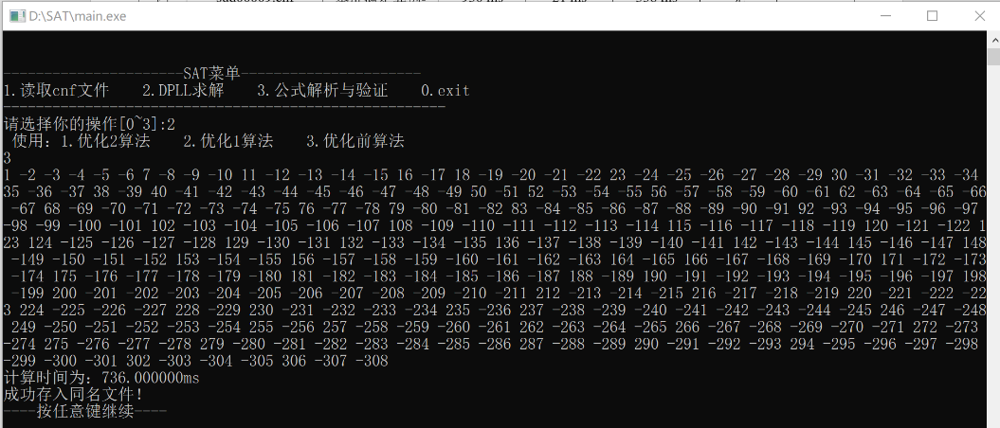 D:\SAT\main.exe
----------------------SAT菜单----------------------
1.读取cnf文件    2.DPLL求解    3.公式解析与验证    0.exit
------------------------------------------------------
请选择你的操作[0~3]:2
 使用: 1.优化2算法    2.优化1算法    3.优化前算法
3
1 -2 -3 -4 -5 -6 7 -8 -9 -10 11 -12 -13 -14 -15 16 -17 18 -19 -20 -21 -22 23 -24 -25 -26 -27 -28 -29 30 -31 -32 -33 -34
35 -36 -37 38 -39 40 -41 -42 -43 -44 -45 -46 -47 -48 -49 50 -51 52 -53 -54 -55 56 -57 -58 -59 -60 -61 62 -63 -64 -65 -66
 -67 68 -69 -70 -71 -72 -73 -74 -75 76 -77 -78 79 -80 -81 -82 83 -84 -85 -86 -87 -88 -89 -90 -91 92 -93 -94 -95 -96 -97
-98 -99 -100 -101 102 -103 -104 -105 -106 -107 108 -109 -110 -111 -112 -113 -114 115 -116 -117 -118 -119 120 -121 -122 1
23 124 -125 -126 -127 -128 129 -130 -131 132 -133 -134 -135 136 -137 -138 -139 -140 -141 142 -143 -144 145 -146 -147 148
 -149 -150 -151 -152 153 -154 -155 156 -157 -158 -159 -160 -161 -162 -163 164 -165 166 -167 -168 -169 -170 171 -172 -173
 -174 175 -176 -177 -178 -179 -180 181 -182 -183 -184 -185 -186 -187 -188 -189 190 -191 -192 -193 -194 -195 -196 -197 198
 -199 200 -201 -202 -203 -204 -205 -206 -207 -208 -209 -210 -211 212 -213 -214 -215 216 -217 -218 -219 220 -221 -222 -22
3 224 -225 -226 -227 228 -229 230 -231 -232 -233 -234 235 -236 237 -238 -239 -240 -241 -242 -243 -244 -245 246 -247 -248
 249 -250 -251 -252 -253 -254 -255 -256 257 -258 -259 -260 -261 262 -263 -264 265 -266 -267 -268 -269 -270 -271 272 -273
-274 275 -276 -277 -278 279 -280 -281 -282 -283 -284 -285 -286 287 -288 -289 290 -291 -292 -293 294 -295 -296 -297 -298
-299 -300 -301 302 -303 -304 -305 306 -307 -308
计算时间为: 736.000000ms
成功存入同名文件!
----按任意键继续----